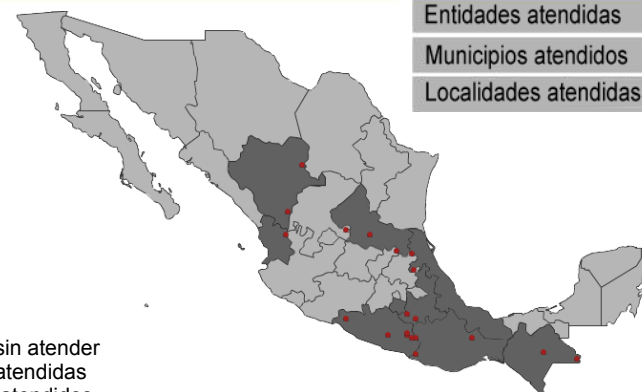 Entidades atendidas
Municipios atendidos
Localidades atendidas
sin atender
atendidas